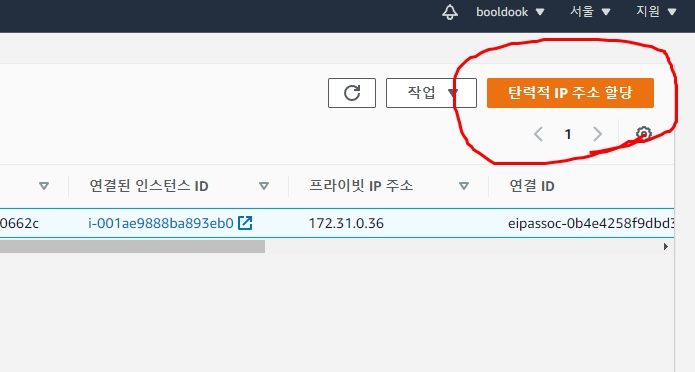 booldook 서울 지원
작업 탄력적 IP 주소 할당
1
연결된 인스턴스 ID 프라이빗 IP 주소 연결 ID
0662c i-001ae9888ba893eb0 172.31.0.36 eipassoc-0b4e4258f9dbd3